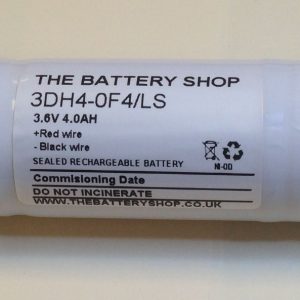 THE BATTERY SHOP
3DH4-0F4/LS
3.6V 4.0AH
+Red wire
- Black wire
SEALED RECHARGEABLE BATTERY
NI-CD
Commisioning Date
DO NOT INCINERATE
WWW.THEBATTERYSHOP.CO.UK